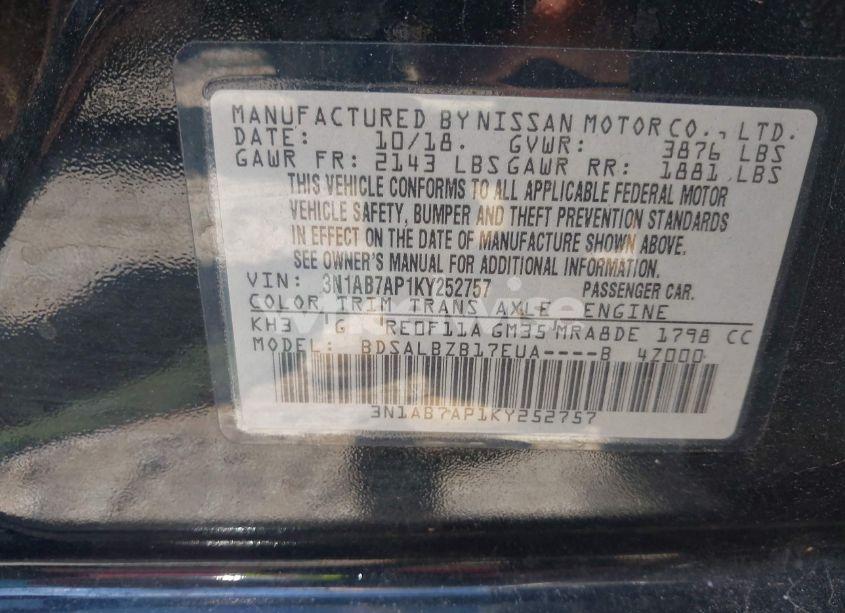 MANUFACTURED BY NISSAN MOTOR CO., LTD.
DATE: 10/18. GVWR: 3876 LBS
GAWR FR: 2143 LBS GAWR RR: 1881 LBS
THIS VEHICLE CONFORMS TO ALL APPLICABLE FEDERAL MOTOR
VEHICLE SAFETY, BUMPER AND THEFT PREVENTION STANDARDS
IN EFFECT ON THE DATE OF MANUFACTURE SHOWN ABOVE.
SEE OWNER'S MANUAL FOR ADDITIONAL INFORMATION.
VIN: 3N1AB7AP1KY252757 PASSENGER CAR.
COLOR TRIM TRANS AXLE ENGINE
KH3 G RE0F11A GM35 MRA8DE 1798 CC
MODEL: BDSALBZB17EUA----B 4Z000
3N1AB7AP1KY252757